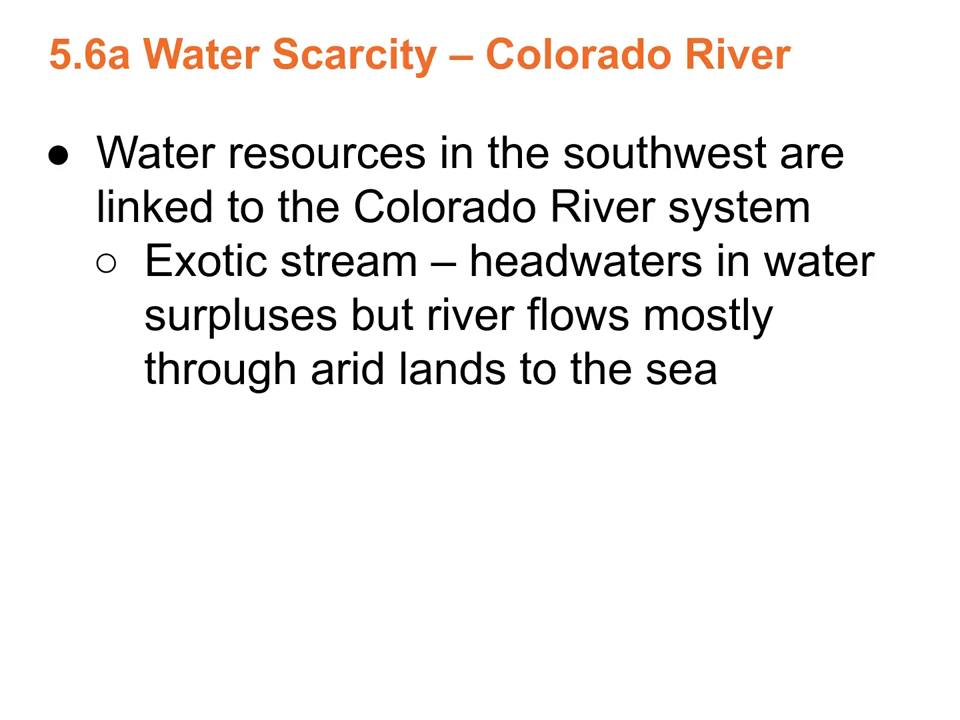 5.6a Water Scarcity – Colorado River
● Water resources in the southwest are
linked to the Colorado River system
○ Exotic stream – headwaters in water
surpluses but river flows mostly
through arid lands to the sea